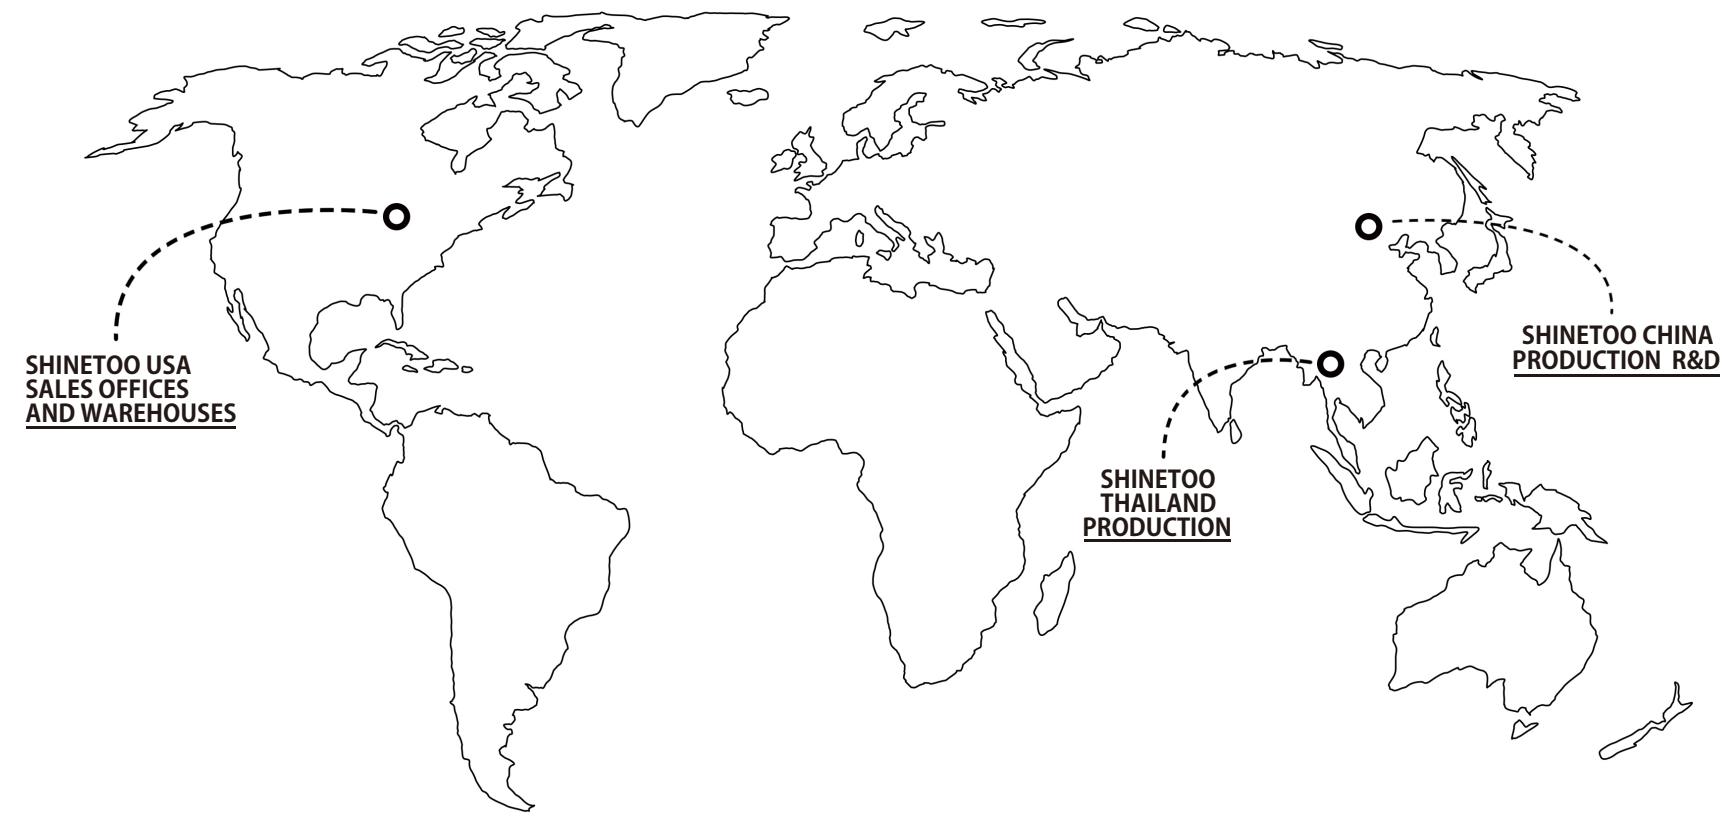 SHINETOO USA
SALES OFFICES
AND WAREHOUSES
SHINETOO
THAILAND
PRODUCTION
SHINETOO CHINA
PRODUCTION R&D